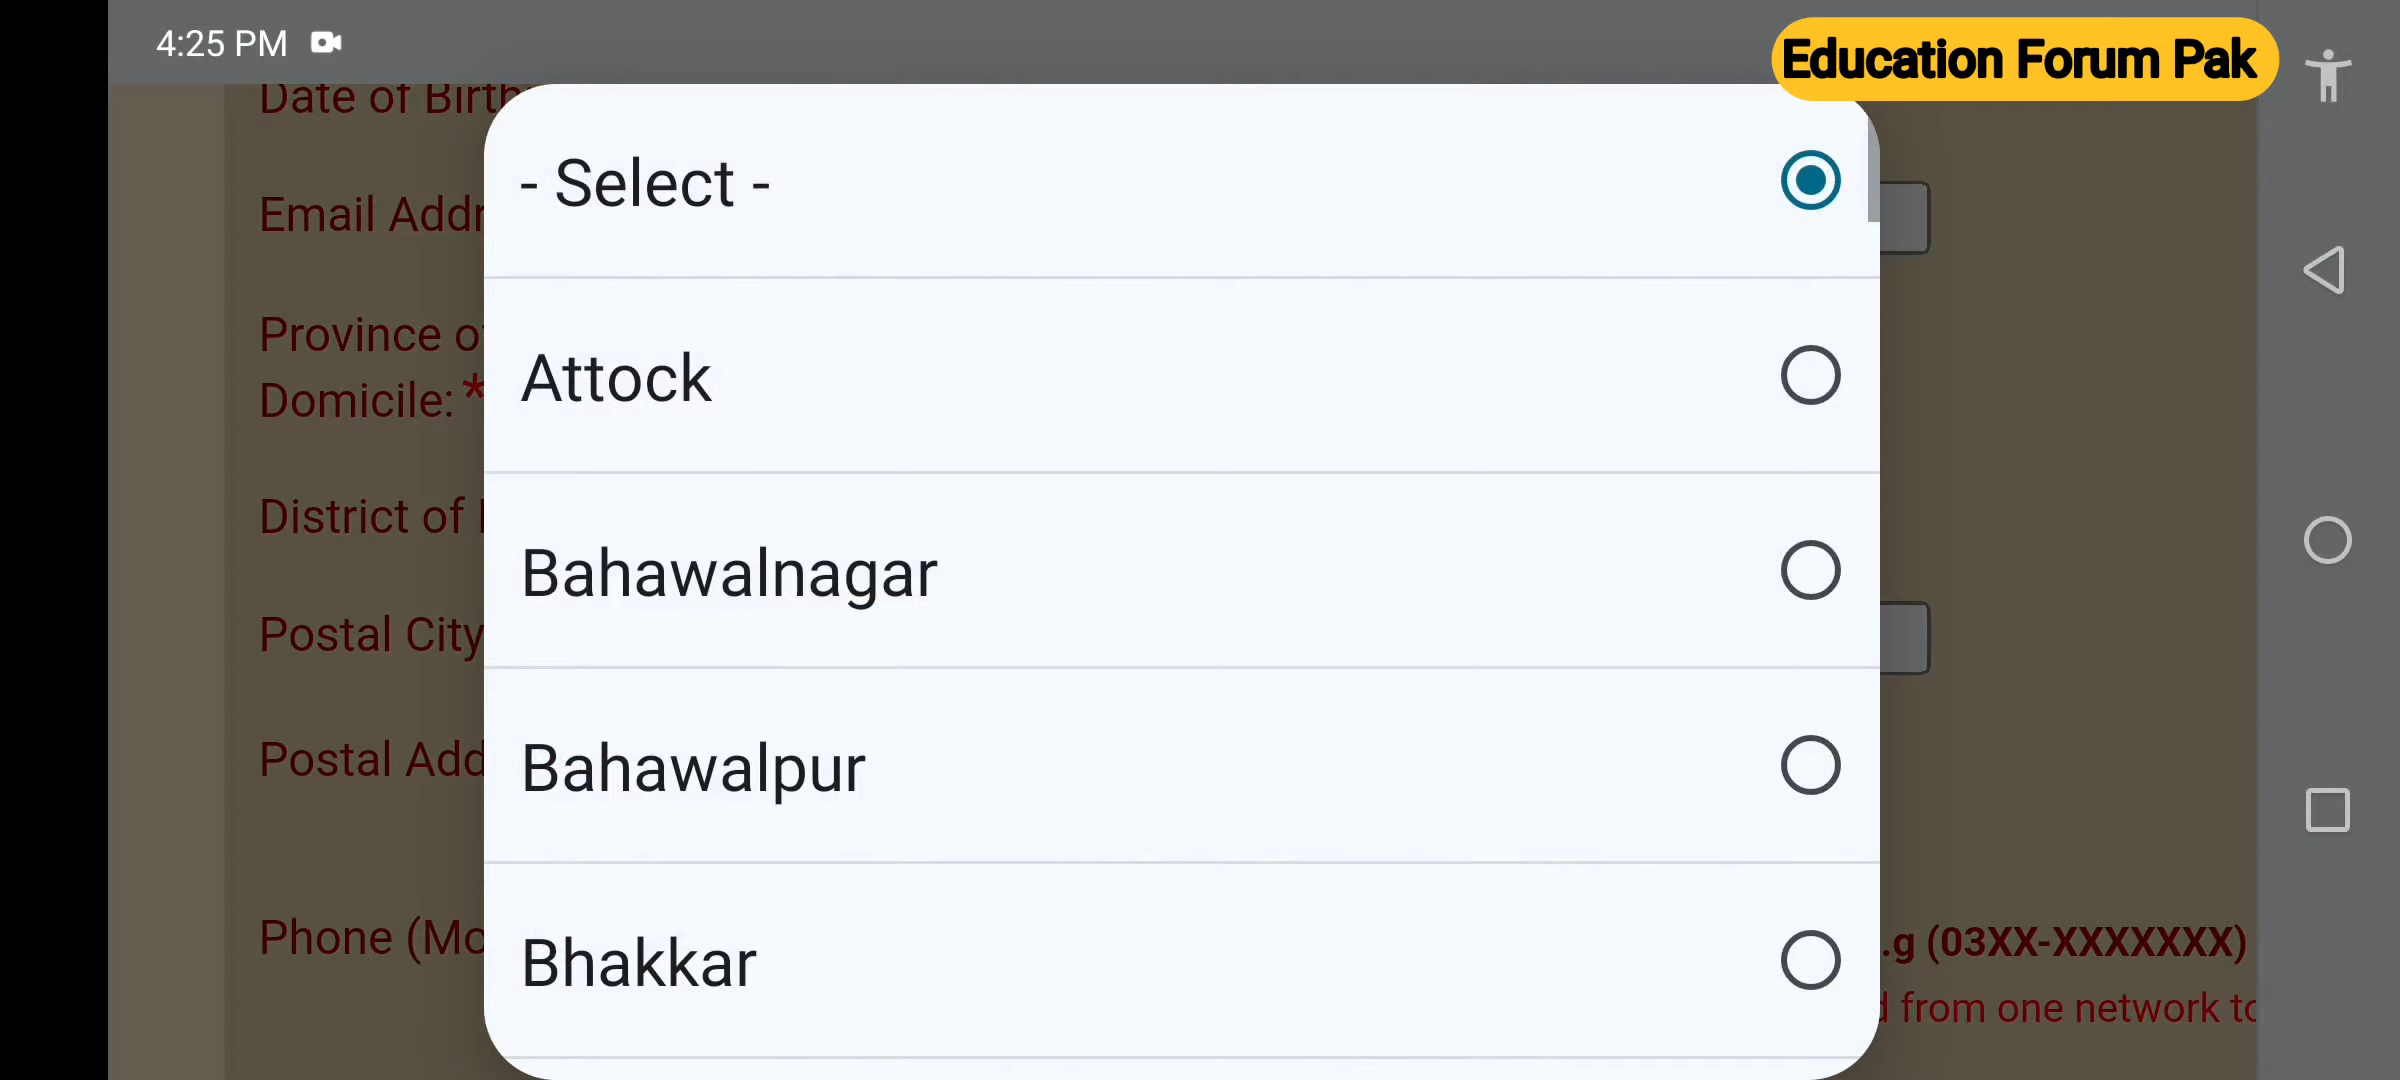 4:25 PM
Education Forum Pak
Date of Birth
Email Addr
Province of
Domicile: *
District of
Postal City
Postal Add
Phone (Mo
- Select -
Attock
Bahawalnagar
Bahawalpur
Bhakkar
.g (03XX-XXXXXXX)
d from one network to